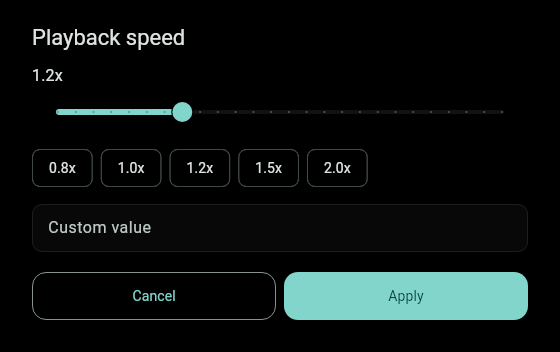 Playback speed
1.2x
0.8x 1.0x 1.2x 1.5x 2.0x
Custom value
Cancel Apply